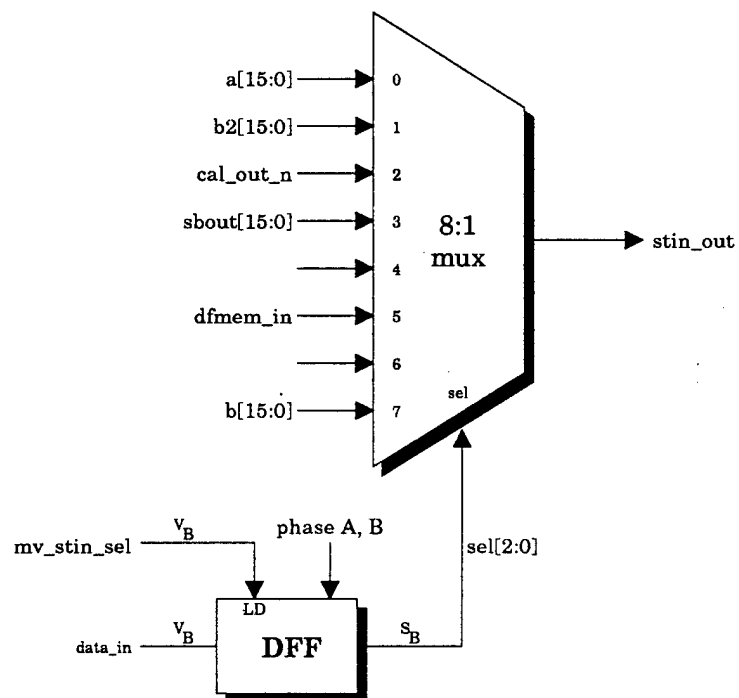 a[15:0]
0
b2[15:0]
1
cal_out_n
2
sbout[15:0]
3
8:1
mux
stin_out
4
dfmem_in
5
6
sel
b[15:0]
7
mv_stin_sel
V_B
phase A, B
sel[2:0]
LD
data_in
V_B
DFF
S_B